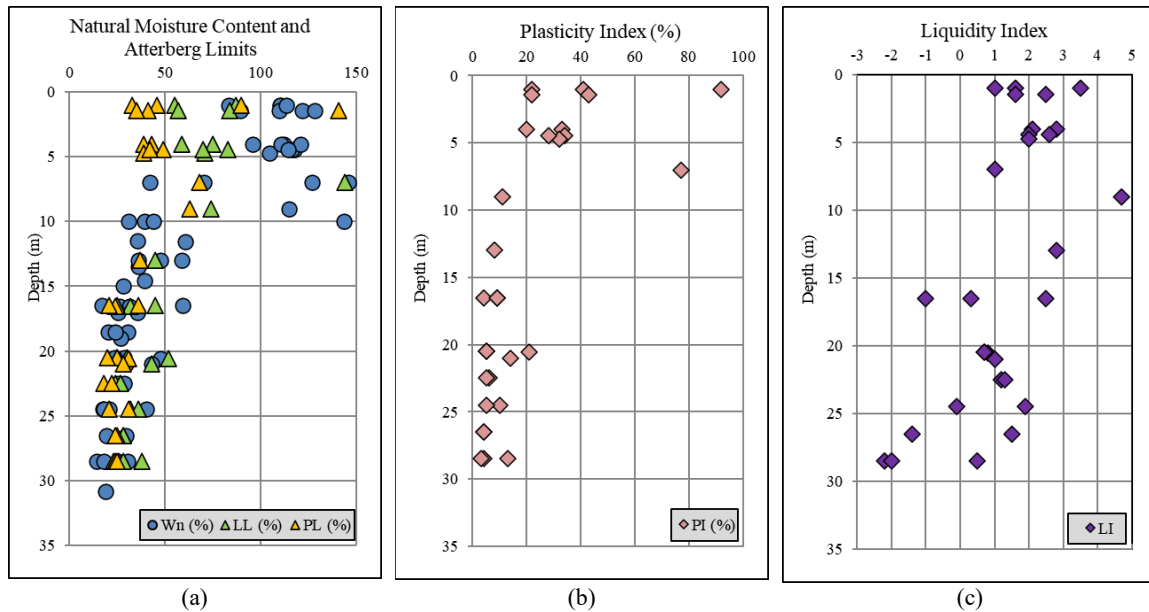 Natural Moisture Content and
Atterberg Limits
0 50 100 150
0
5
10
15
20
25
30
35
Depth (m)
Wn (%) LL (%) PL (%)
(a)
Plasticity Index (%)
0 20 40 60 80 100
0
5
10
15
20
25
30
35
Depth (m)
PI (%)
(b)
Liquidity Index
-3 -2 -1 0 1 2 3 4 5
0
5
10
15
20
25
30
35
Depth (m)
LI
(c)